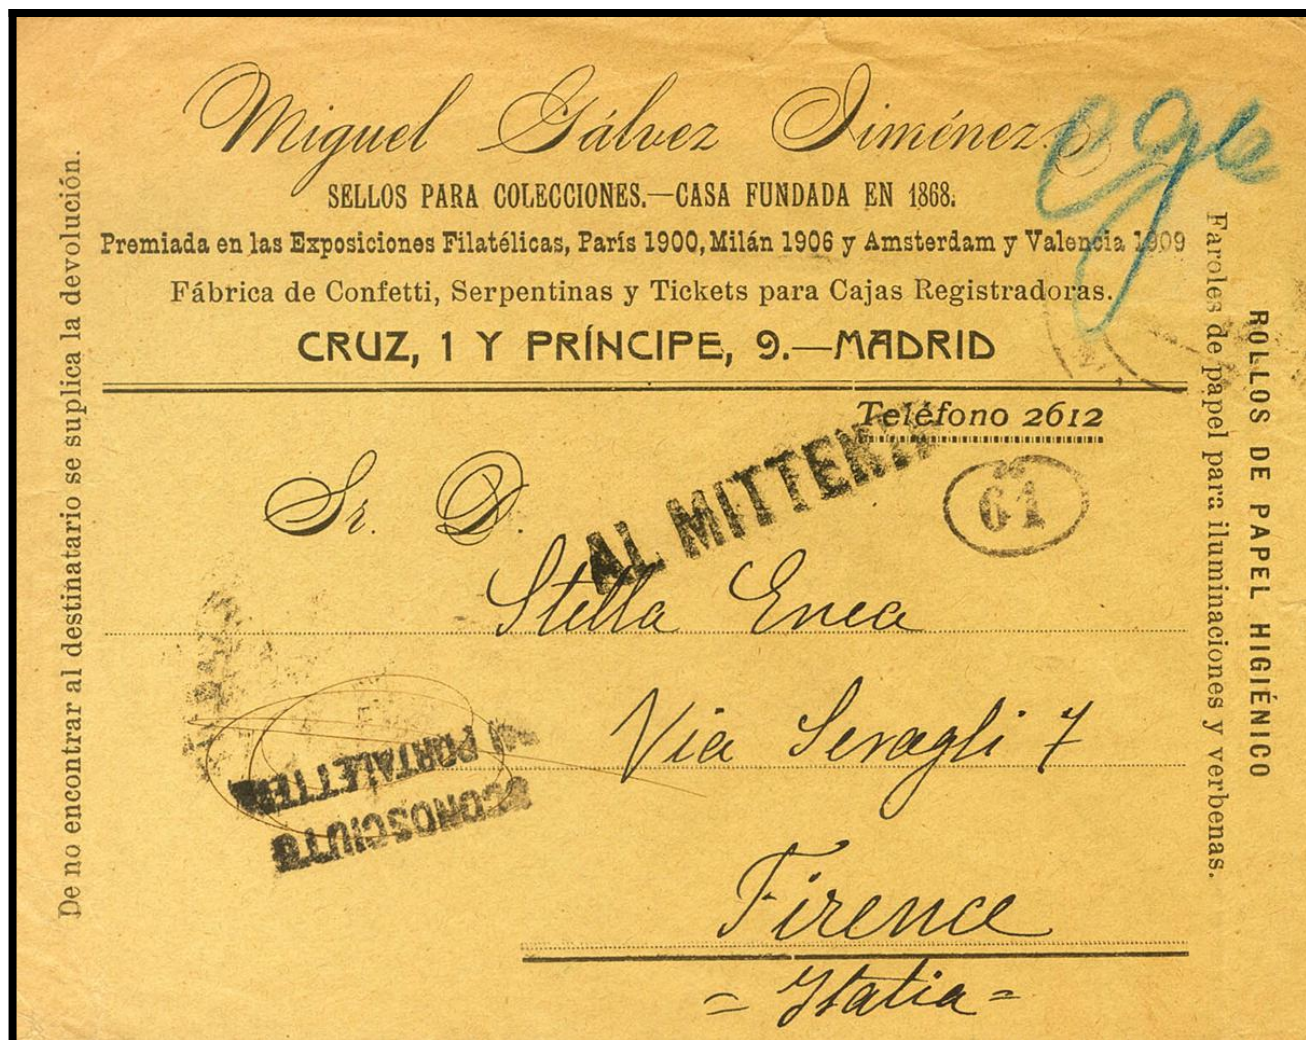 Miguel Gálvez Jiménez.
SELLOS PARA COLECCIONES.—CASA FUNDADA EN 1868.
Premiada en las Exposiciones Filatélicas, París 1900, Milán 1906 y Amsterdam y Valencia 1909
Fábrica de Confetti, Serpentinas y Tickets para Cajas Registradoras.
CRUZ, 1 Y PRÍNCIPE, 9.—MADRID
Teléfono 2612
AL MITTENTE
61
Sr. D.
Stella Enea
Via Seragli 7
Firence
= Italia =
PORTALETTERE
SCONOSCIUTO
De no encontrar al destinatario se suplica la devolución.
Faroles de papel para iluminaciones y verbenas.
ROLLOS DE PAPEL HIGIÉNICO